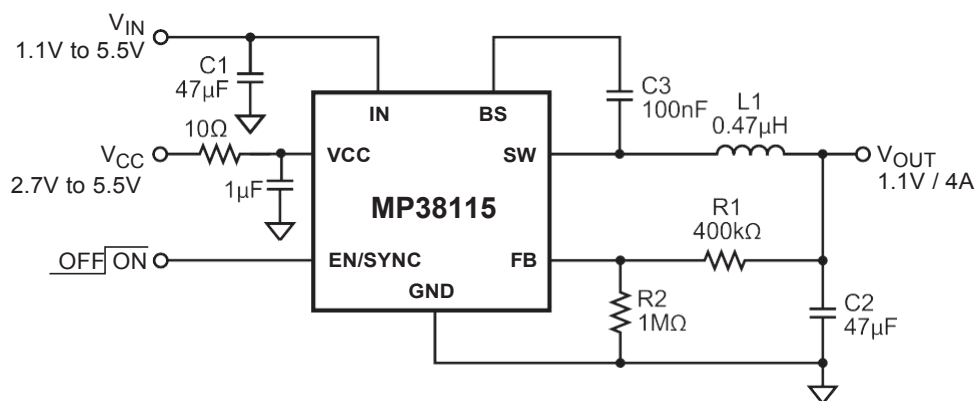 VIN
1.1V to 5.5V
C1
47µF
IN
BS
C3
100nF
L1
0.47µH
10Ω
VCC
2.7V to 5.5V
1µF
VCC
SW
VOUT
1.1V / 4A
MP38115
R1
400kΩ
OFF ON
EN/SYNC
FB
GND
R2
1MΩ
C2
47µF